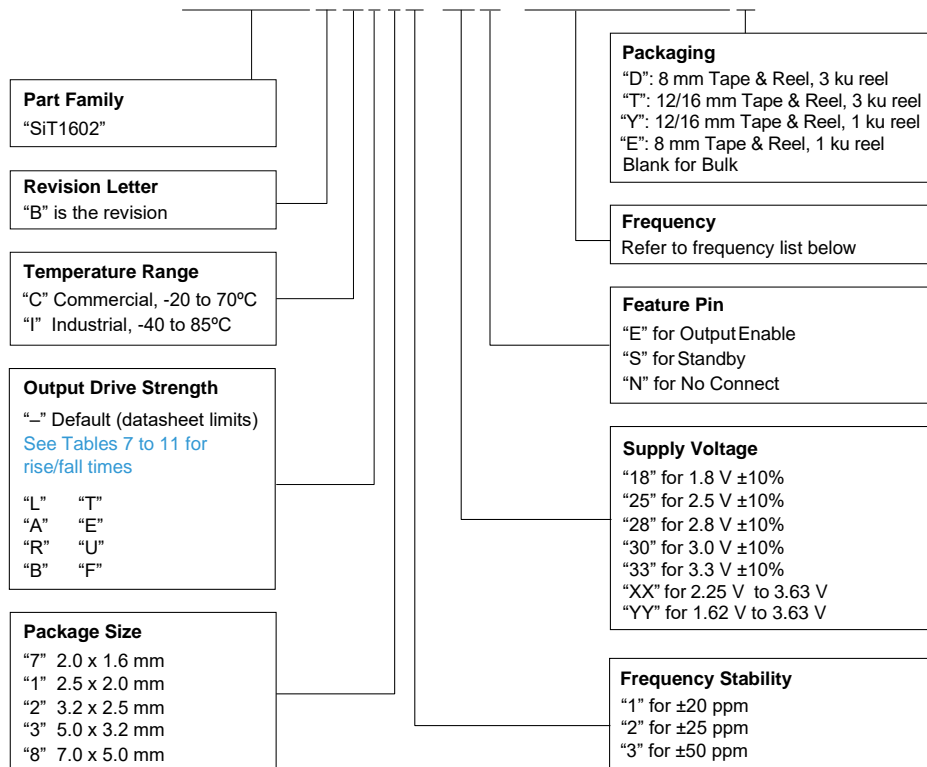 Part Family
“SiT1602”
Revision Letter
“B” is the revision
Temperature Range
“C” Commercial, -20 to 70ºC
“I” Industrial, -40 to 85ºC
Output Drive Strength
“–” Default (datasheet limits)
See Tables 7 to 11 for
rise/fall times
“L” “T”
“A” “E”
“R” “U”
“B” “F”
Package Size
“7” 2.0 x 1.6 mm
“1” 2.5 x 2.0 mm
“2” 3.2 x 2.5 mm
“3” 5.0 x 3.2 mm
“8” 7.0 x 5.0 mm
Packaging
“D”: 8 mm Tape & Reel, 3 ku reel
“T”: 12/16 mm Tape & Reel, 3 ku reel
“Y”: 12/16 mm Tape & Reel, 1 ku reel
“E”: 8 mm Tape & Reel, 1 ku reel
Blank for Bulk
Frequency
Refer to frequency list below
Feature Pin
“E” for Output Enable
“S” for Standby
“N” for No Connect
Supply Voltage
“18” for 1.8 V ±10%
“25” for 2.5 V ±10%
“28” for 2.8 V ±10%
“30” for 3.0 V ±10%
“33” for 3.3 V ±10%
“XX” for 2.25 V to 3.63 V
“YY” for 1.62 V to 3.63 V
Frequency Stability
“1” for ±20 ppm
“2” for ±25 ppm
“3” for ±50 ppm